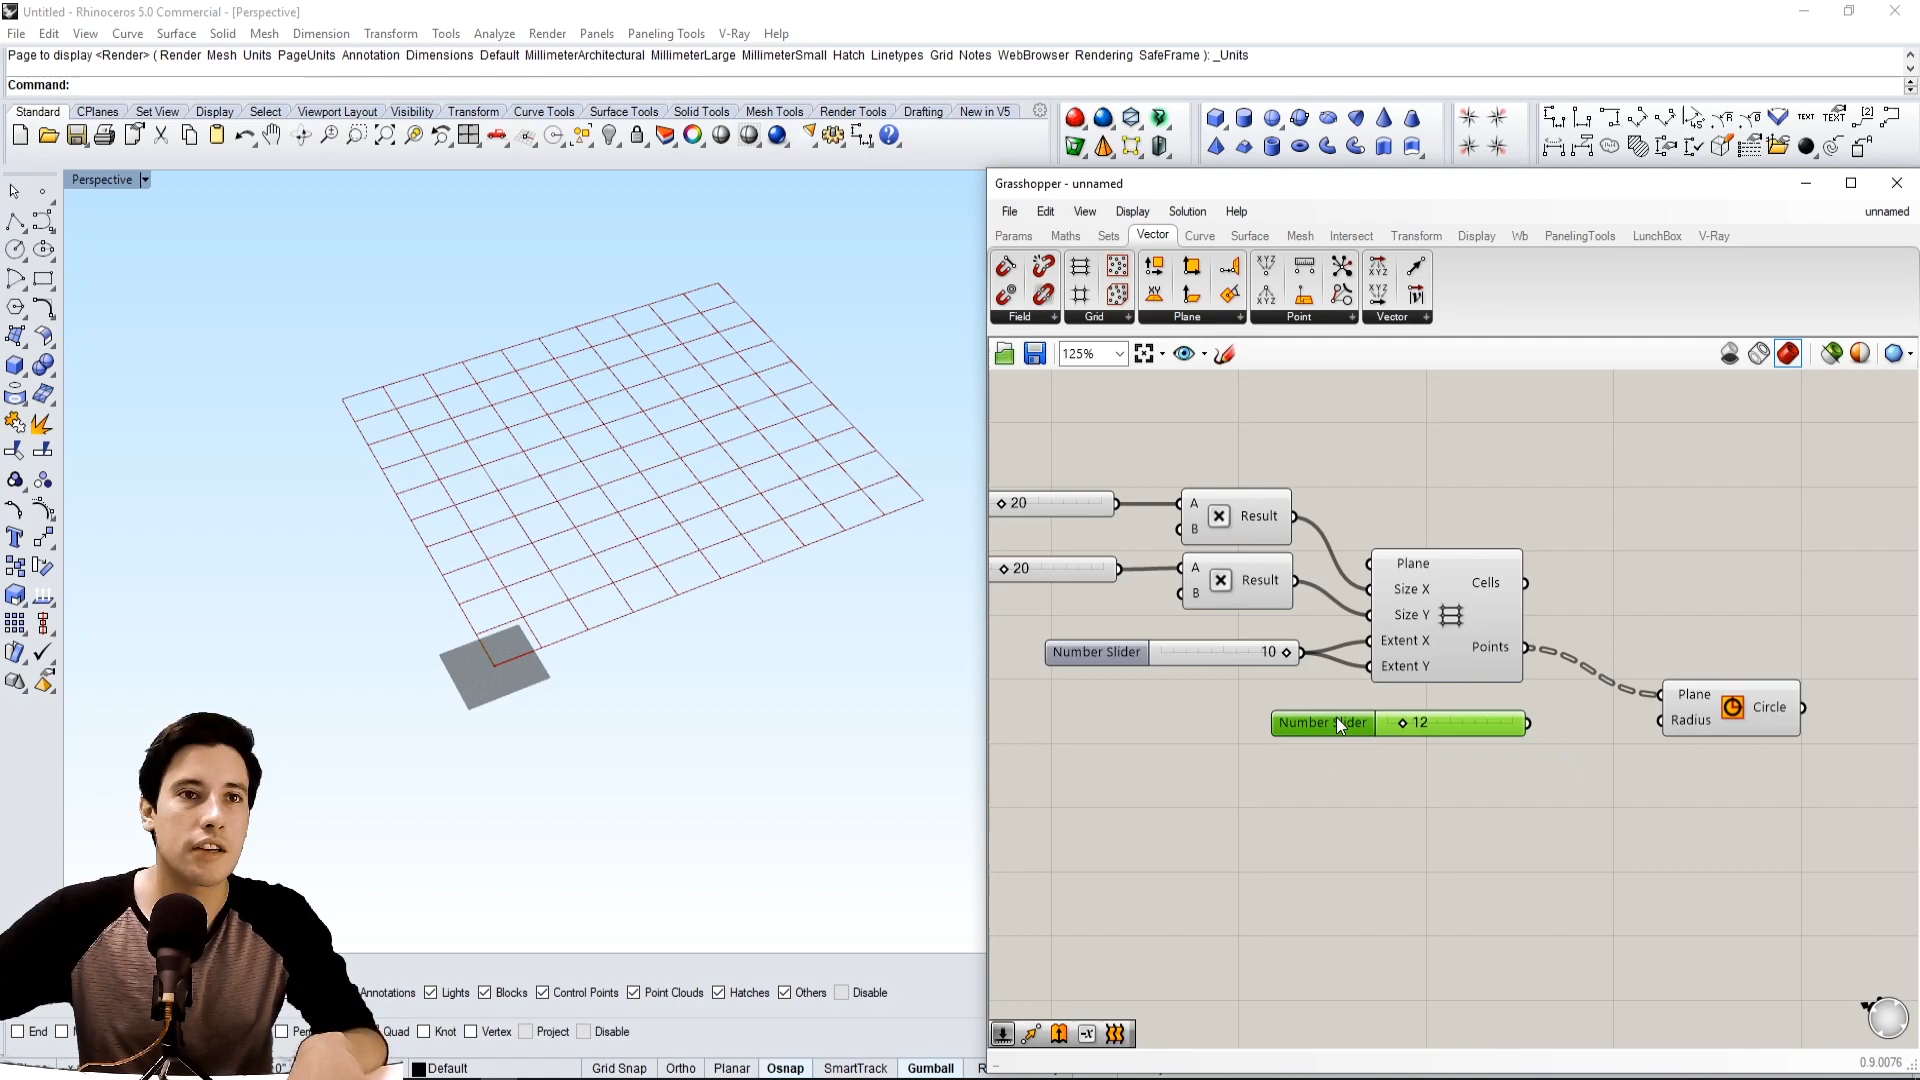 Untitled - Rhinoceros 5.0 Commercial - [Perspective]
File Edit View Curve Surface Solid Mesh Dimension Transform Tools Analyze Render Panels Paneling Tools V-Ray Help
Page to display <Render> ( Render Mesh Units PageUnits Annotation Dimensions Default MillimeterArchitectural MillimeterLarge MillimeterSmall Hatch Linetypes Grid Notes WebBrowser Rendering SafeFrame ): _Units
Command:
Standard CPlanes Set View Display Select Viewport Layout Visibility Transform Curve Tools Surface Tools Solid Tools Mesh Tools Render Tools Drafting New in V5
Perspective
Grasshopper - unnamed
File Edit View Display Solution Help unnamed
Params Maths Sets Vector Curve Surface Mesh Intersect Transform Display Wb PanelingTools LunchBox V-Ray
Field Grid Plane Point Vector
125%
20
A
B
Result
20
A
B
Result
Plane
Size X
Size Y
Extent X
Extent Y
Cells
Points
Number Slider 10
Number Slider 12
Plane
Radius
Circle
Annotations Lights Blocks Control Points Point Clouds Hatches Others Disable
End Quad Knot Vertex Project Disable
Default Grid Snap Ortho Planar Osnap SmartTrack Gumball
0.9.0076